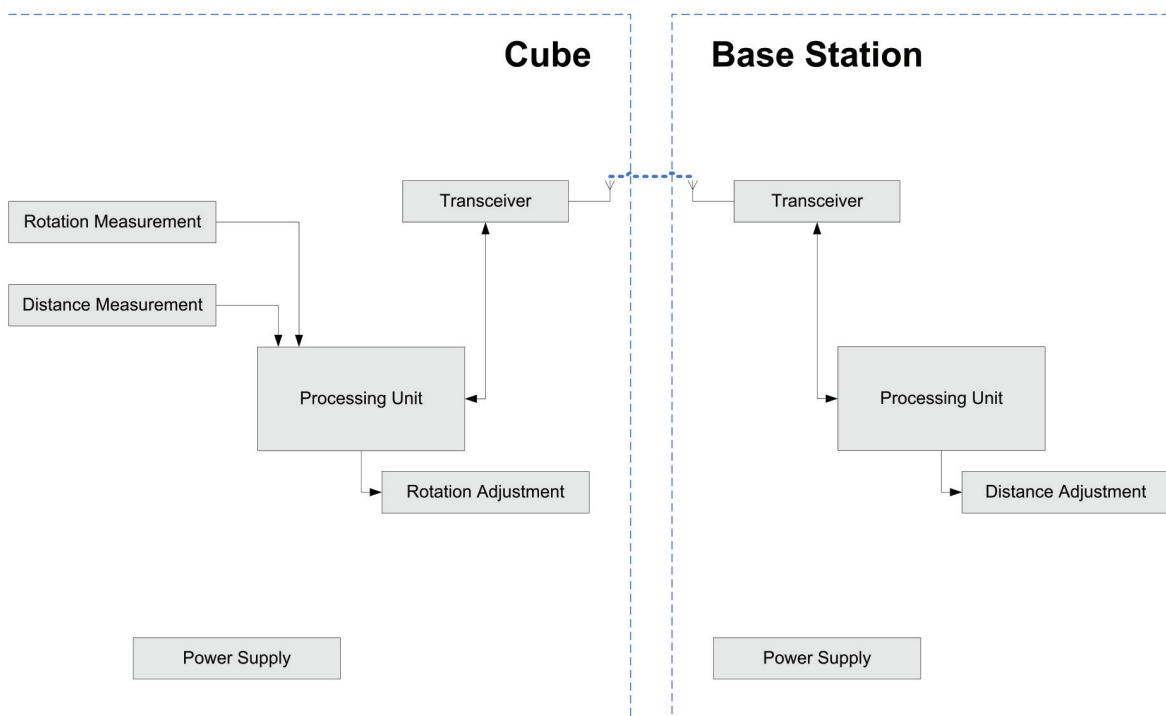 Cube
Base Station
Transceiver
Transceiver
Rotation Measurement
Distance Measurement
Processing Unit
Processing Unit
Rotation Adjustment
Distance Adjustment
Power Supply
Power Supply